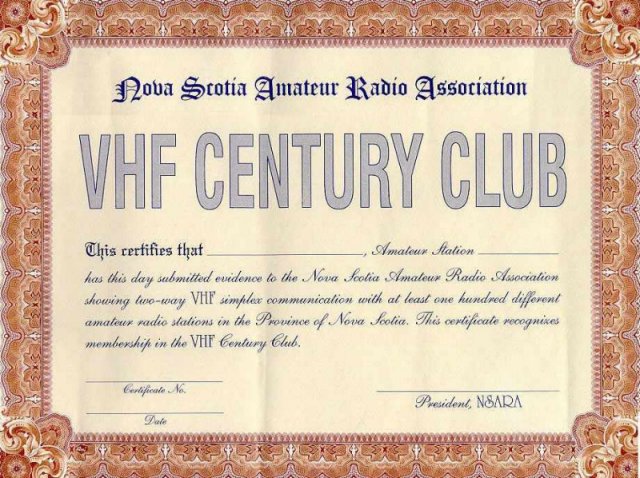 Nova Scotia Amateur Radio Association
VHF CENTURY CLUB
This certifies that , Amateur Station
has this day submitted evidence to the Nova Scotia Amateur Radio Association
showing two-way VHF simplex communication with at least one hundred different
amateur radio stations in the Province of Nova Scotia. This certificate recognizes
membership in the VHF Century Club.
Certificate No.
President, NSARA
Date